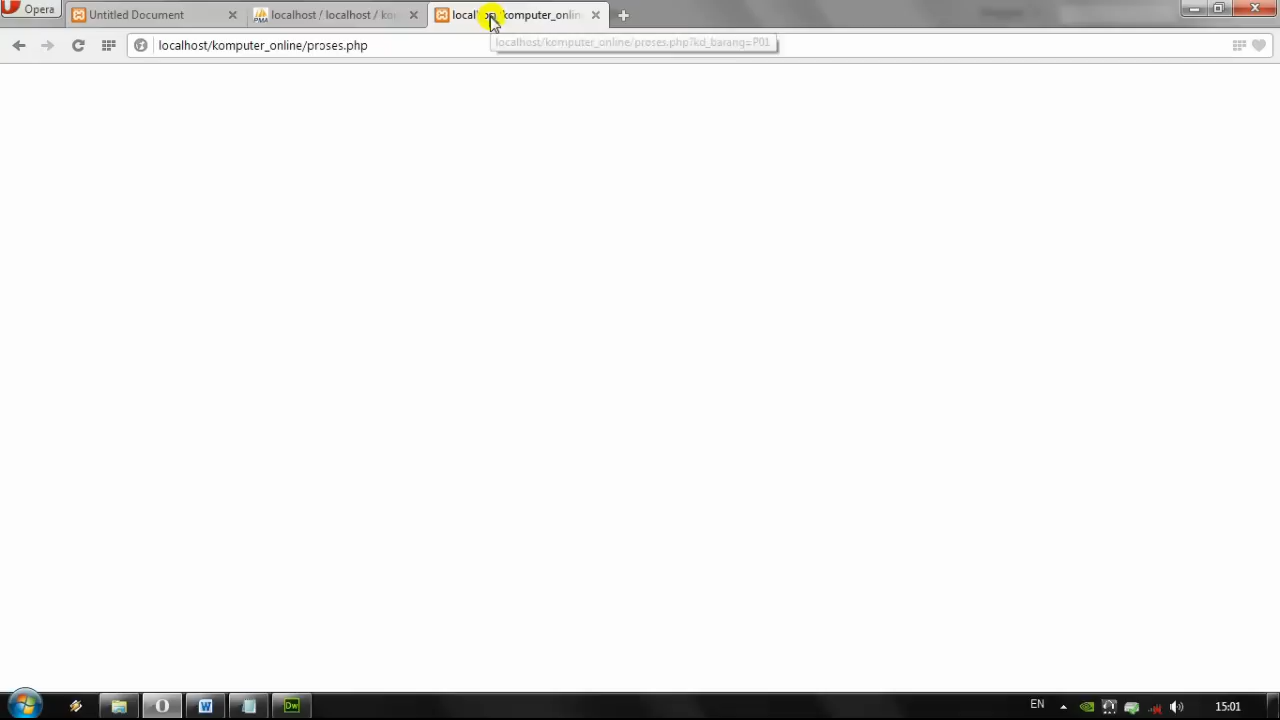 Opera
Untitled Document
localhost / localhost / ko
localhost/komputer_onlin
localhost/komputer_online/proses.php
localhost/komputer_online/proses.php?kd_barang=P01
EN
15:01